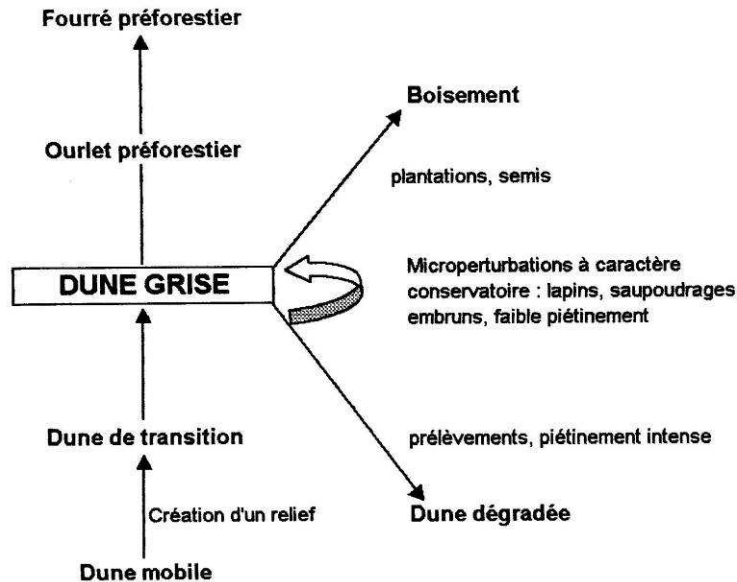 Fourré préforestier
Boisement
Ourlet préforestier
plantations, semis
DUNE GRISE
Microperturbations à caractère
conservatoire : lapins, saupoudrages
embruns, faible piétinement
Dune de transition
prélèvements, piétinement intense
Création d'un relief
Dune dégradée
Dune mobile